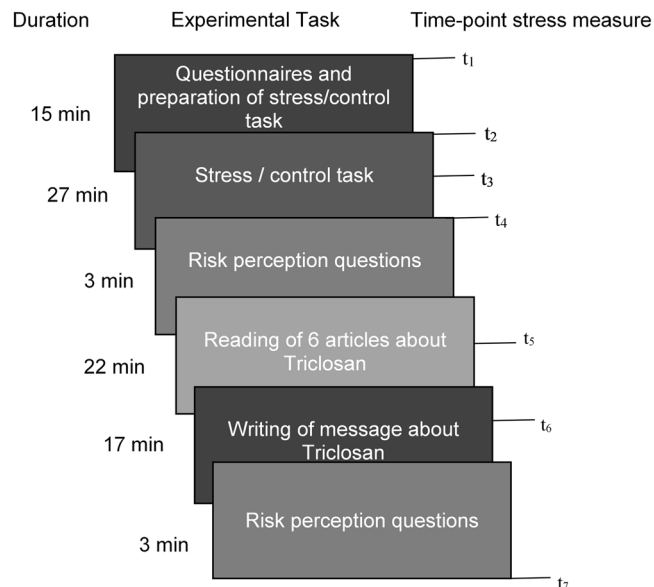 Duration Experimental Task Time-point stress measure
t1
Questionnaires and
preparation of stress/control
task
15 min
t2
Stress / control task
t3
27 min
t4
Risk perception questions
3 min
Reading of 6 articles about
Triclosan
t5
22 min
Writing of message about
Triclosan
t6
17 min
Risk perception questions
3 min
t7